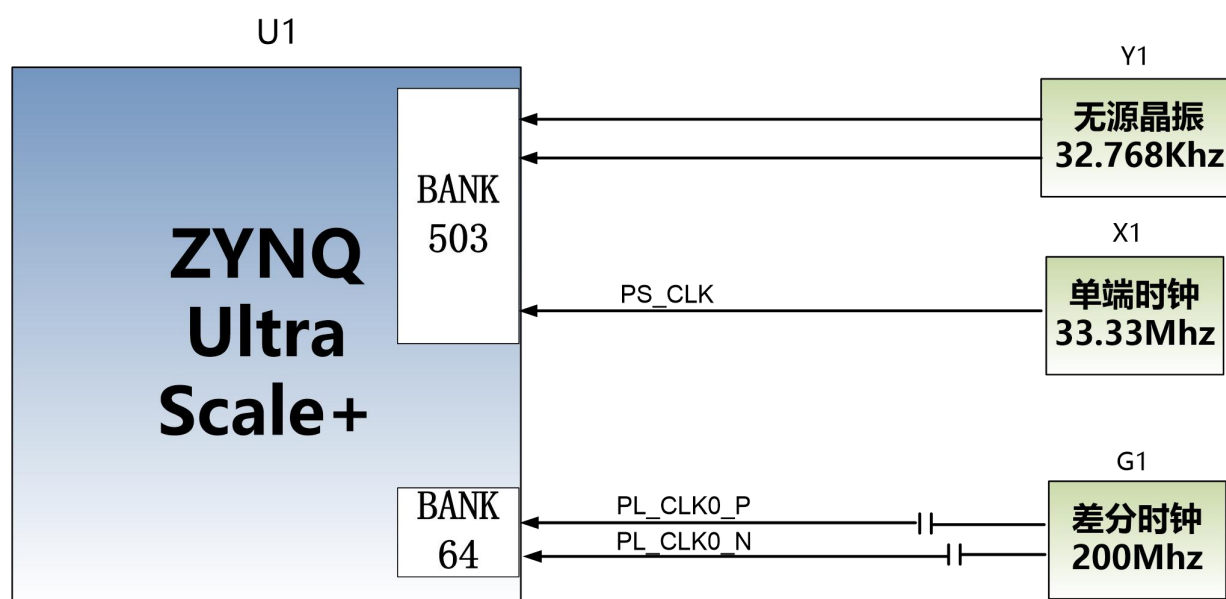 U1
Y1
无源晶振
32.768Khz
BANK
503
X1
ZYNQ
Ultra
Scale+
PS_CLK
单端时钟
33.33Mhz
G1
BANK
64
PL_CLK0_P
PL_CLK0_N
差分时钟
200Mhz